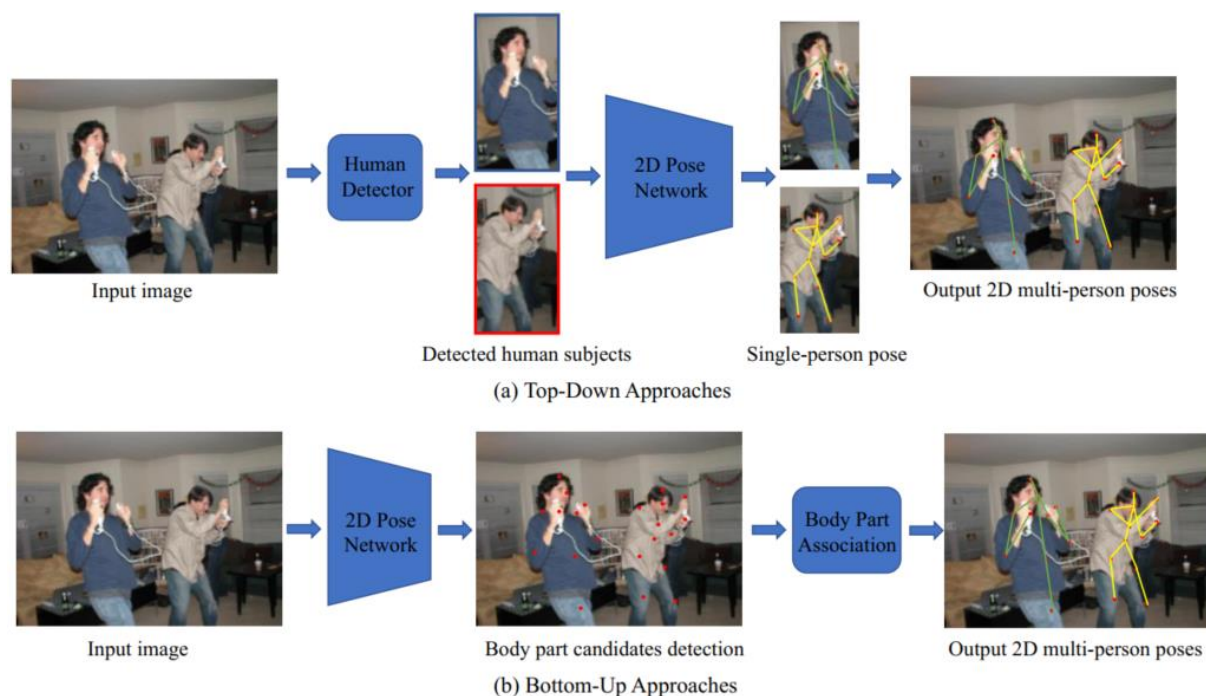 Human
Detector
2D Pose
Network
Input image
Output 2D multi-person poses
Detected human subjects
Single-person pose
(a) Top-Down Approaches
2D Pose
Network
Body Part
Association
Input image
Body part candidates detection
Output 2D multi-person poses
(b) Bottom-Up Approaches